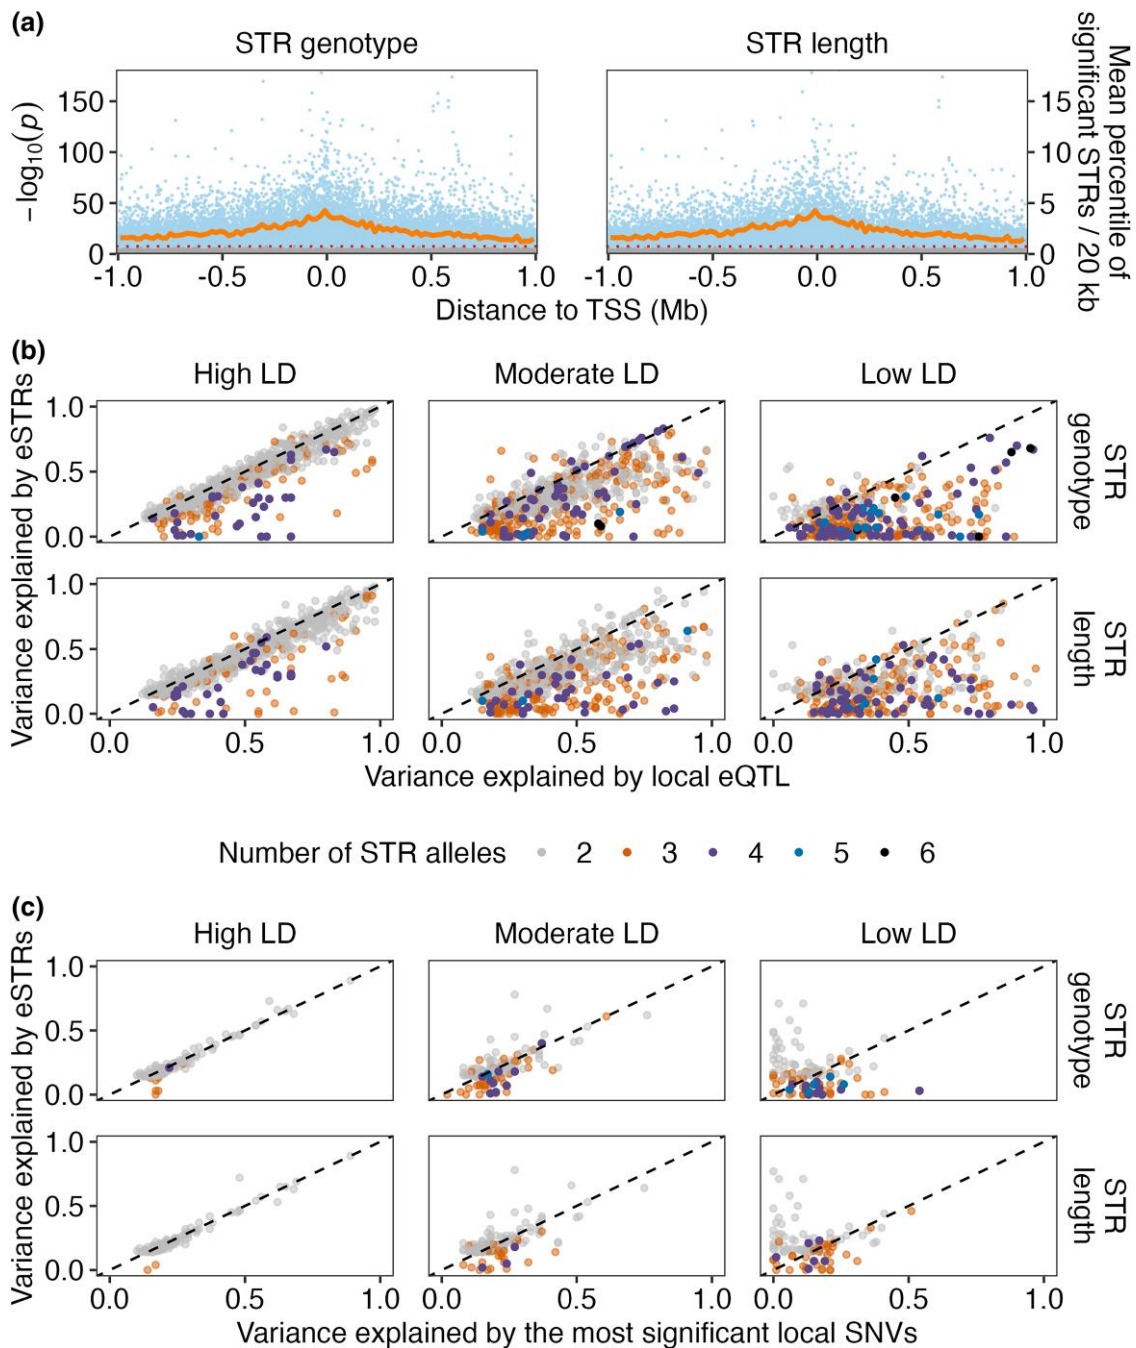 (a)
STR genotype STR length
−log10(p)
150
100
50
0
15
10
5
0
Mean percentile of
significant STRs / 20 kb
-1.0 -0.5 0.0 0.5 1.0 -1.0 -0.5 0.0 0.5 1.0
Distance to TSS (Mb)
(b)
High LD Moderate LD Low LD
Variance explained by eSTRs
1.0
0.5
0.0
STR
genotype
1.0
0.5
0.0
STR
length
0.0 0.5 1.0 0.0 0.5 1.0 0.0 0.5 1.0
Variance explained by local eQTL
Number of STR alleles 2 3 4 5 6
(c)
High LD Moderate LD Low LD
Variance explained by eSTRs
1.0
0.5
0.0
STR
genotype
1.0
0.5
0.0
STR
length
0.0 0.5 1.0 0.0 0.5 1.0 0.0 0.5 1.0
Variance explained by the most significant local SNVs